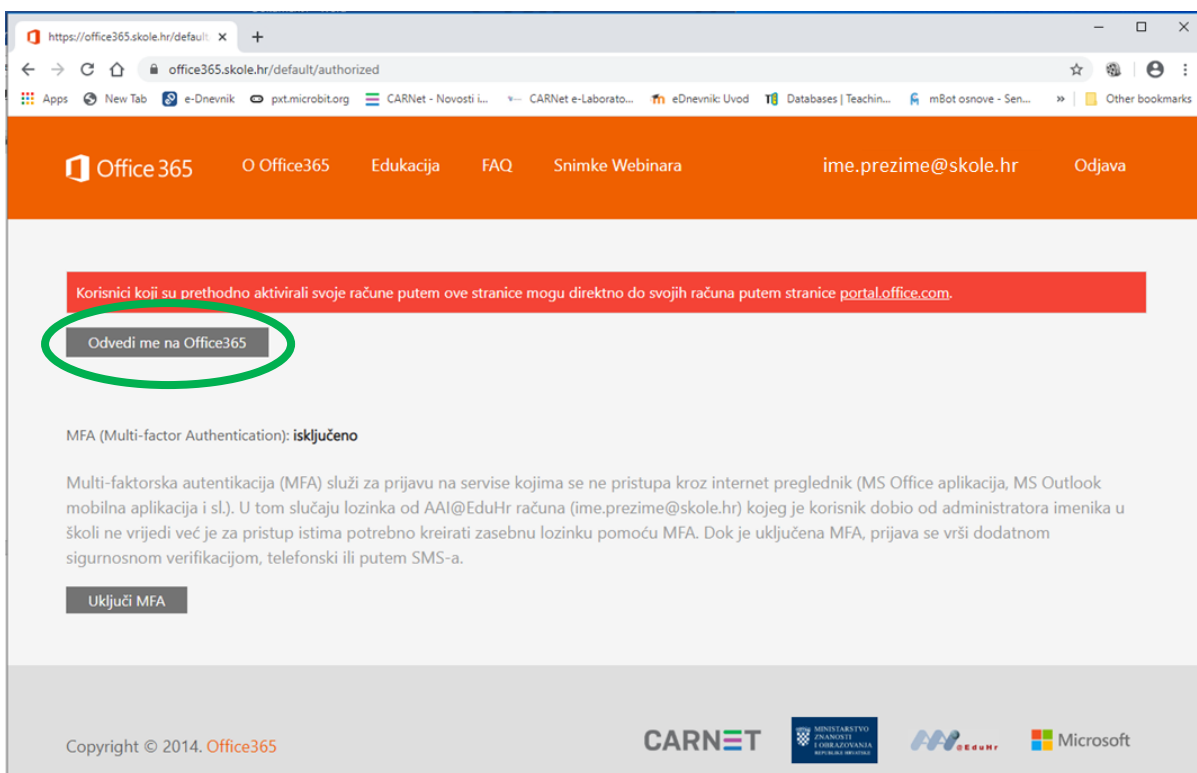 https://office365.skole.hr/default
office365.skole.hr/default/authorized
Apps New Tab e-Dnevnik pxt.microbit.org CARNet - Novosti i... CARNet e-Laborato... eDnevnik: Uvod Databases | Teachin... mBot osnove - Sen... » Other bookmarks
Office 365 O Office365 Edukacija FAQ Snimke Webinara ime.prezime@skole.hr Odjava
Korisnici koji su prethodno aktivirali svoje račune putem ove stranice mogu direktno do svojih računa putem stranice portal.office.com.
Odvedi me na Office365
MFA (Multi-factor Authentication): isključeno
Multi-faktorska autentikacija (MFA) služi za prijavu na servise kojima se ne pristupa kroz internet preglednik (MS Office aplikacija, MS Outlook
mobilna aplikacija i sl.). U tom slučaju lozinka od AAI@EduHr računa (ime.prezime@skole.hr) kojeg je korisnik dobio od administratora imenika u
školi ne vrijedi već je za pristup istima potrebno kreirati zasebnu lozinku pomoću MFA. Dok je uključena MFA, prijava se vrši dodatnom
sigurnosnom verifikacijom, telefonski ili putem SMS-a.
Uključi MFA
Copyright © 2014. Office365
CARNET
MINISTARSTVO
ZNANOSTI
I OBRAZOVANJA
REPUBLIKE HRVATSKE
@EduHr
Microsoft